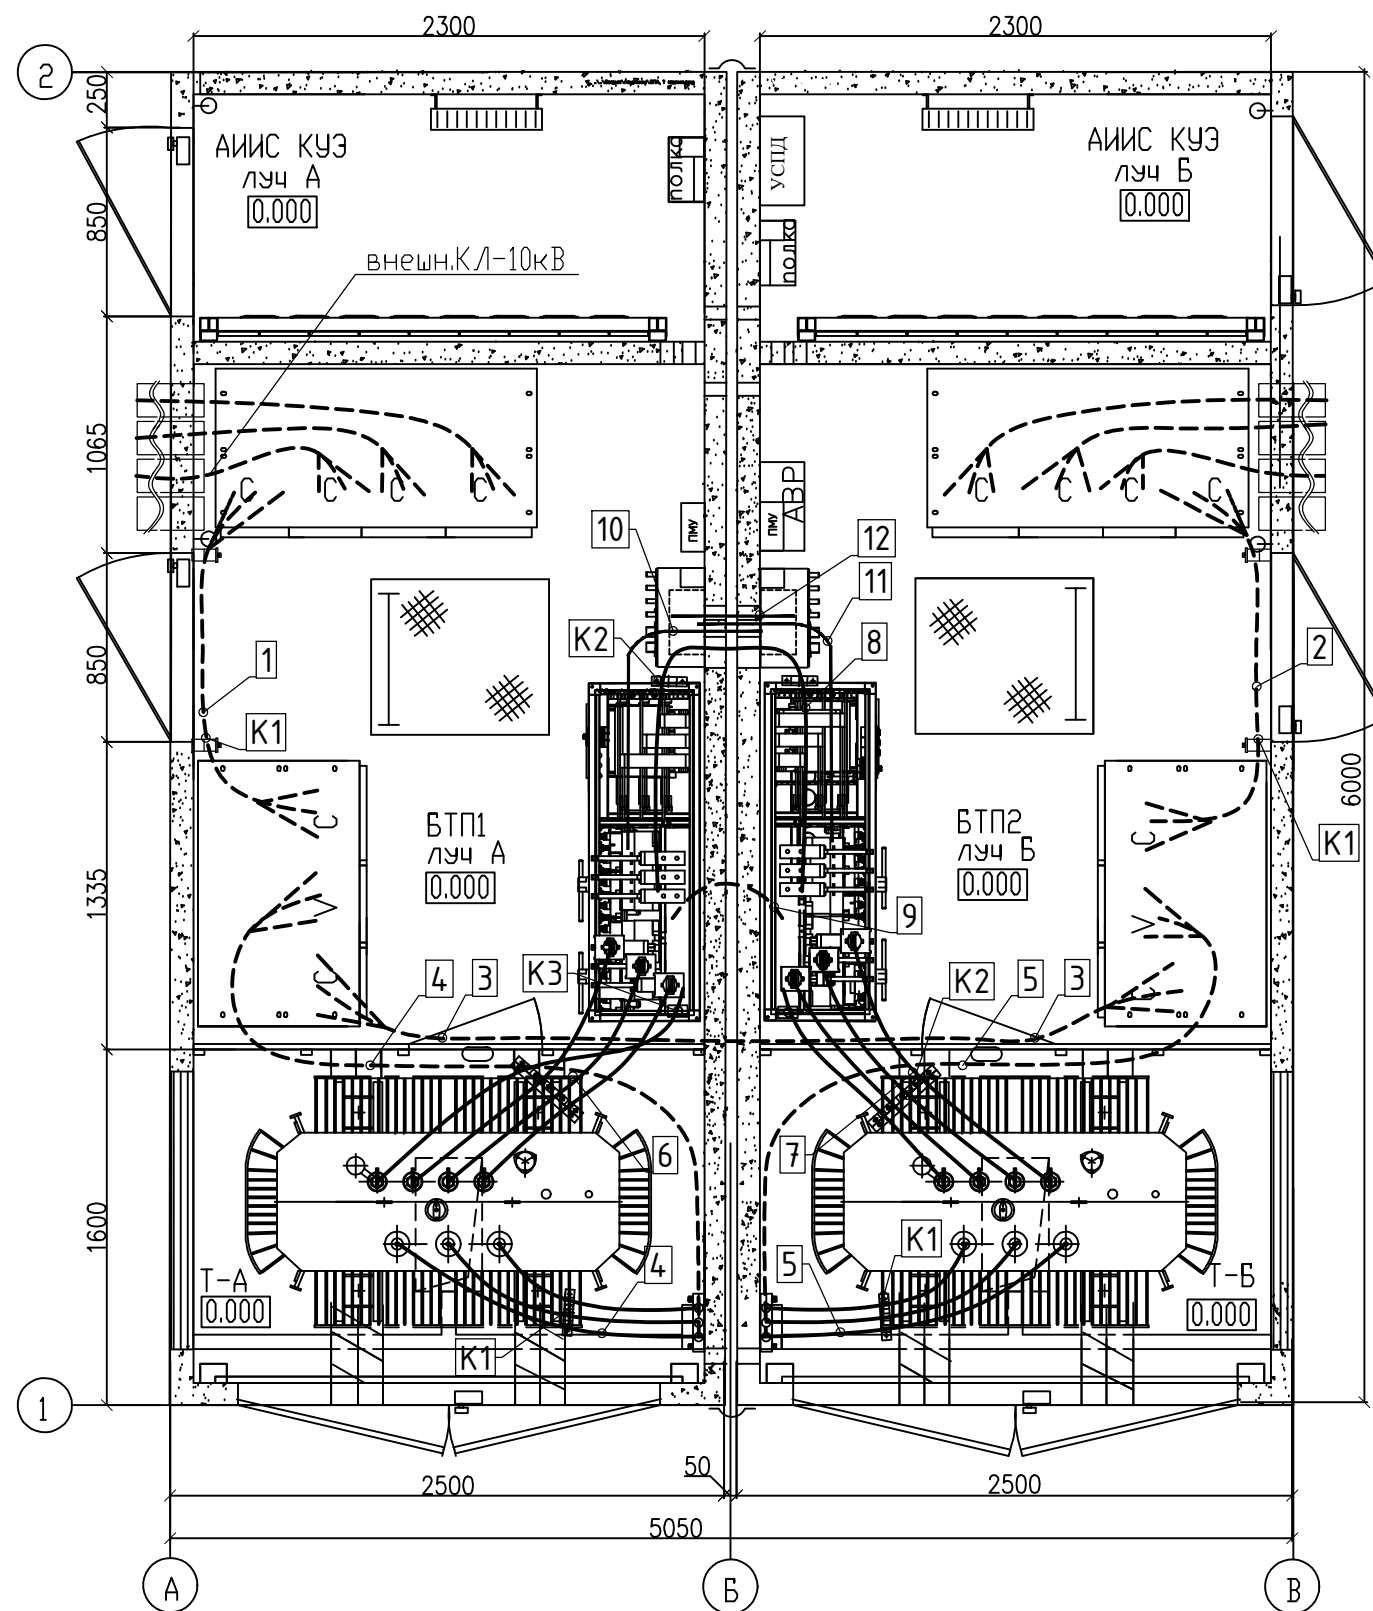 2300
2300
2
250
АИИС КУЭ
луч А
0.000
полка
УСПД
полка
АИИС КУЭ
луч Б
0.000
850
внешн.КЛ-10кВ
1065
С
С
С
С
С
С
С
С
ПМУ
ПМУ
АВР
10
12
11
К2
8
850
1
К1
2
К1
6000
БТП1
луч А
0.000
БТП2
луч Б
0.000
С
V
С
С
V
С
1335
9
4
3
К3
К2
5
3
6
7
1600
Т-А
0.000
4
К1
5
К1
Т-Б
0.000
1
50
2500
2500
5050
А
Б
В